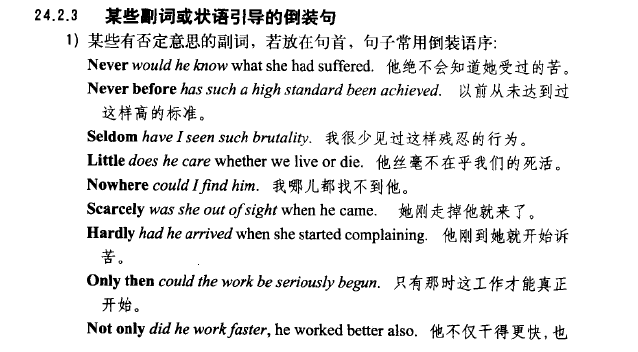 24.2.3 某些副词或状语引导的倒装句
1) 某些有否定意思的副词，若放在句首，句子常用倒装语序:
Never would he know what she had suffered. 他绝不会知道她受过的苦。
Never before has such a high standard been achieved. 以前从未达到过
这样高的标准。
Seldom have I seen such brutality. 我很少见过这样残忍的行为。
Little does he care whether we live or die. 他丝毫不在乎我们的死活。
Nowhere could I find him. 我哪儿都找不到他。
Scarcely was she out of sight when he came. 她刚走掉他就来了。
Hardly had he arrived when she started complaining. 他刚到她就开始诉
苦。
Only then could the work be seriously begun. 只有那时这工作才能真正
开始。
Not only did he work faster, he worked better also. 他不仅干得更快，也